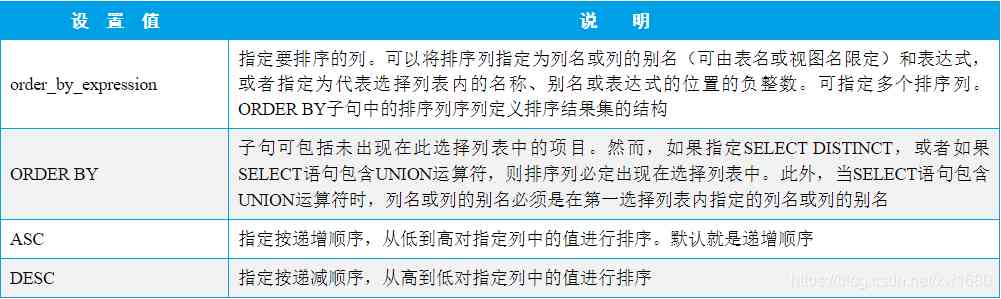 设 置 值 说 明
order_by_expression
指定要排序的列。可以将排序列指定为列名或列的别名（可由表名或视图名限定）和表达式，
或者指定为代表选择列表内的名称、别名或表达式的位置的负整数。可指定多个排序列。
ORDER BY子句中的排序列序列定义排序结果集的结构
ORDER BY
子句可包括未出现在此选择列表中的项目。然而，如果指定SELECT DISTINCT，或者如果
SELECT语句包含UNION运算符，则排序列必定出现在选择列表中。此外，当SELECT语句包含
UNION运算符时，列名或列的别名必须是在第一选择列表内指定的列名或列的别名
ASC
指定按递增顺序，从低到高对指定列中的值进行排序。默认就是递增顺序
DESC
指定按递减顺序，从高到低对指定列中的值进行排序